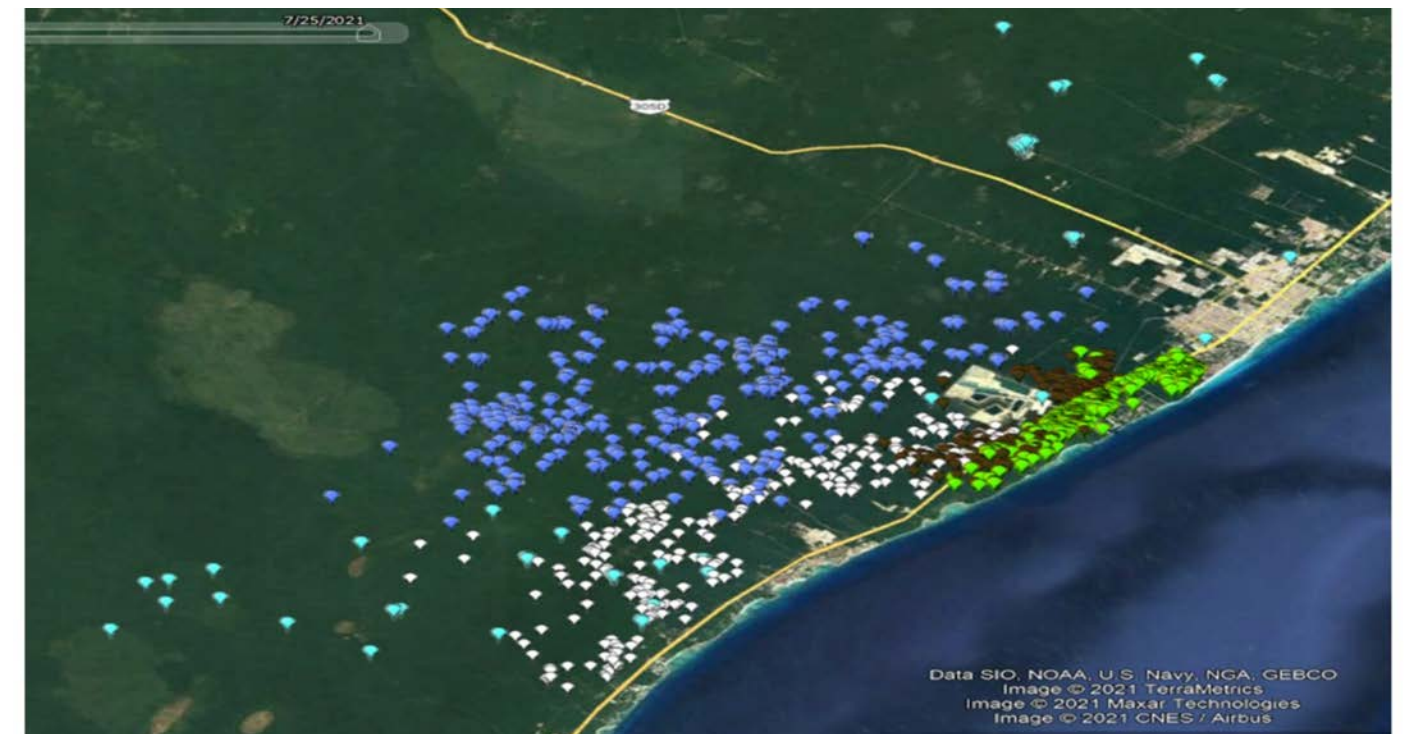 7/25/2021
305D
Data SIO, NOAA, U.S. Navy, NGA, GEBCO
Image © 2021 TerraMetrics
Image © 2021 Maxar Technologies
Image © 2021 CNES / Airbus